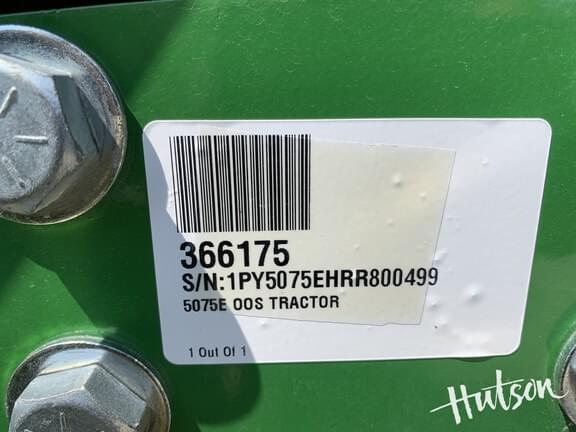 366175
S/N:1PY5075EHRR800499
5075E OOS TRACTOR
1 Out Of 1
Hutson